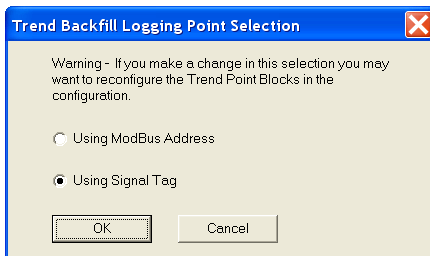 Trend Backfill Logging Point Selection
Warning - If you make a change in this selection you may
want to reconfigure the Trend Point Blocks in the
configuration.
Using ModBus Address
Using Signal Tag
OK Cancel